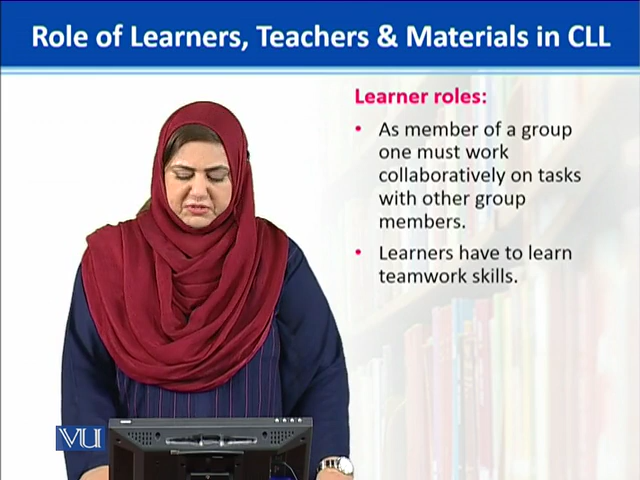 Role of Learners, Teachers & Materials in CLL
Learner roles:
• As member of a group
one must work
collaboratively on tasks
with other group
members.
• Learners have to learn
teamwork skills.
VU